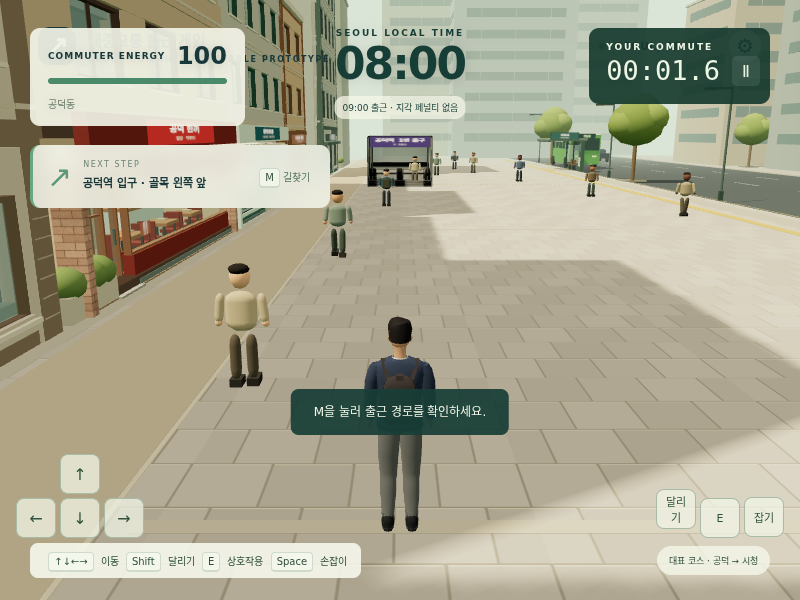 COMMUTER ENERGY 100
공덕동
LE PROTOTYPE
SEOUL LOCAL TIME
08:00
09:00 출근 · 지각 페널티 없음
YOUR COMMUTE
00:01.6
NEXT STEP
공덕역 입구 · 골목 왼쪽 앞
M 길찾기
M을 눌러 출근 경로를 확인하세요.
↑
← ↓ →
↑↓←→ 이동 Shift 달리기 E 상호작용 Space 손잡이
달리기
E
잡기
대표 코스 · 공덕 → 시청